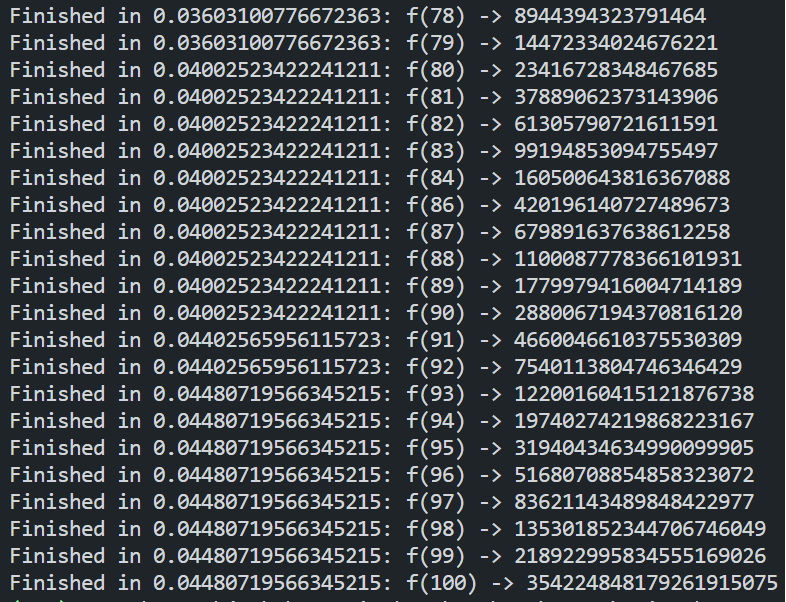 Finished in 0.03603100776672363: f(78) -> 8944394323791464
Finished in 0.03603100776672363: f(79) -> 14472334024676221
Finished in 0.04002523422241211: f(80) -> 23416728348467685
Finished in 0.04002523422241211: f(81) -> 37889062373143906
Finished in 0.04002523422241211: f(82) -> 61305790721611591
Finished in 0.04002523422241211: f(83) -> 99194853094755497
Finished in 0.04002523422241211: f(84) -> 160500643816367088
Finished in 0.04002523422241211: f(86) -> 420196140727489673
Finished in 0.04002523422241211: f(87) -> 679891637638612258
Finished in 0.04002523422241211: f(88) -> 1100087778366101931
Finished in 0.04002523422241211: f(89) -> 1779979416004714189
Finished in 0.04002523422241211: f(90) -> 2880067194370816120
Finished in 0.04402565956115723: f(91) -> 4660046610375530309
Finished in 0.04402565956115723: f(92) -> 7540113804746346429
Finished in 0.04480719566345215: f(93) -> 12200160415121876738
Finished in 0.04480719566345215: f(94) -> 19740274219868223167
Finished in 0.04480719566345215: f(95) -> 31940434634990099905
Finished in 0.04480719566345215: f(96) -> 51680708854858323072
Finished in 0.04480719566345215: f(97) -> 83621143489848422977
Finished in 0.04480719566345215: f(98) -> 135301852344706746049
Finished in 0.04480719566345215: f(99) -> 218922995834555169026
Finished in 0.04480719566345215: f(100) -> 354224848179261915075